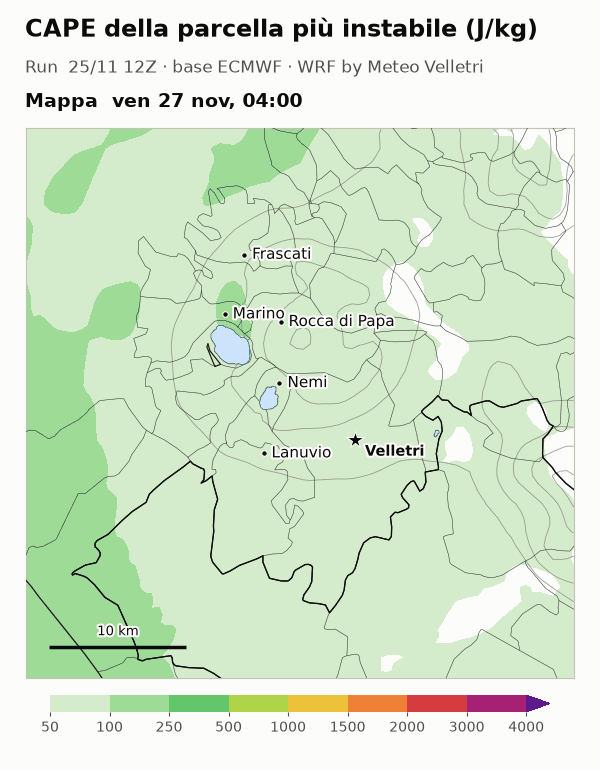 CAPE della parcella più instabile (J/kg)
Run  25/11 12Z · base ECMWF · WRF by Meteo Velletri
Mappa  ven 27 nov, 04:00
Frascati
Marino
Rocca di Papa
Nemi
Velletri
Lanuvio
10 km
50 100 250 500 1000 1500 2000 3000 4000